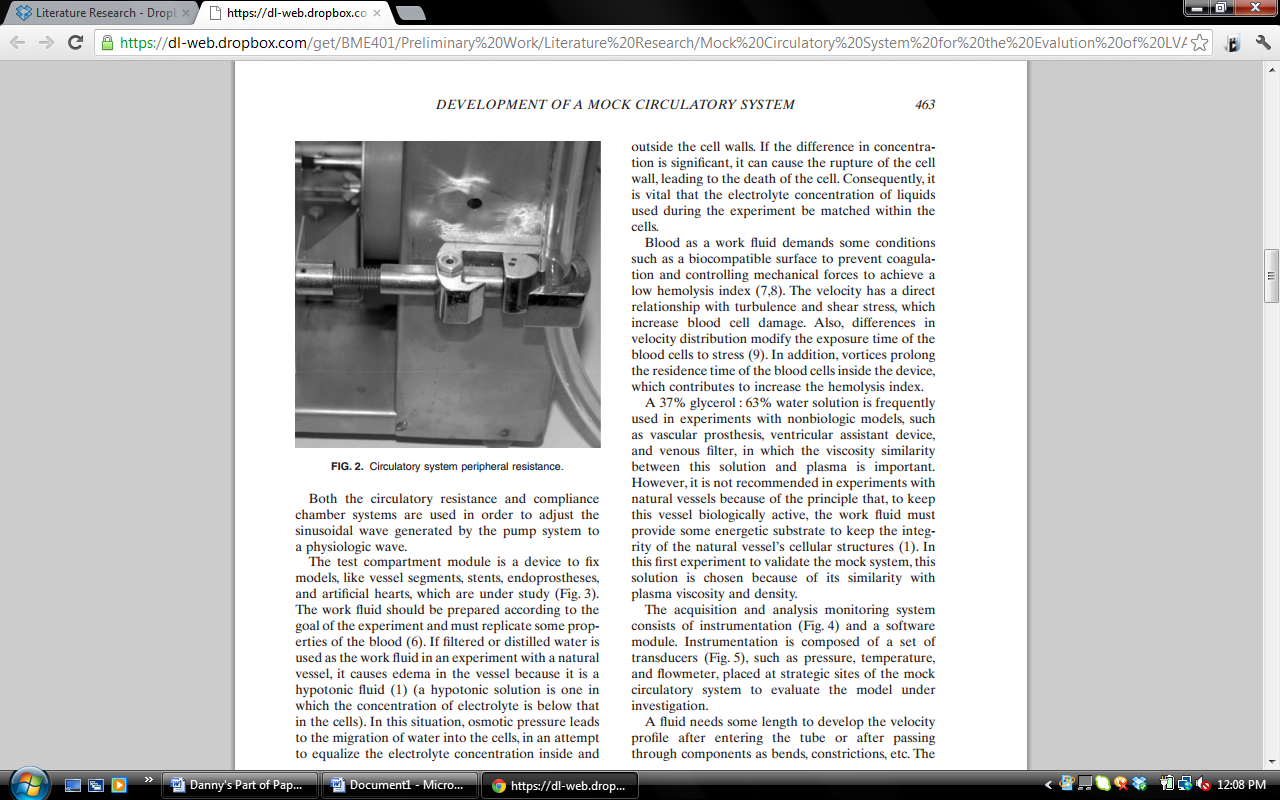 Literature Research - Dropb
https://dl-web.dropbox.co
https://dl-web.dropbox.com/get/BME401/Preliminary%20Work/Literature%20Research/Mock%20Circulatory%20System%20for%20the%20Evalution%20of%20LVA
DEVELOPMENT OF A MOCK CIRCULATORY SYSTEM 463
FIG. 2. Circulatory system peripheral resistance.
Both the circulatory resistance and compliance
chamber systems are used in order to adjust the
sinusoidal wave generated by the pump system to
a physiologic wave.
The test compartment module is a device to fix
models, like vessel segments, stents, endoprostheses,
and artificial hearts, which are under study (Fig. 3).
The work fluid should be prepared according to the
goal of the experiment and must replicate some prop-
erties of the blood (6). If filtered or distilled water is
used as the work fluid in an experiment with a natural
vessel, it causes edema in the vessel because it is a
hypotonic fluid (1) (a hypotonic solution is one in
which the concentration of electrolyte is below that
in the cells). In this situation, osmotic pressure leads
to the migration of water into the cells, in an attempt
to equalize the electrolyte concentration inside and
outside the cell walls. If the difference in concentra-
tion is significant, it can cause the rupture of the cell
wall, leading to the death of the cell. Consequently, it
is vital that the electrolyte concentration of liquids
used during the experiment be matched within the
cells.
Blood as a work fluid demands some conditions
such as a biocompatible surface to prevent coagula-
tion and controlling mechanical forces to achieve a
low hemolysis index (7,8). The velocity has a direct
relationship with turbulence and shear stress, which
increase blood cell damage. Also, differences in
velocity distribution modify the exposure time of the
blood cells to stress (9). In addition, vortices prolong
the residence time of the blood cells inside the device,
which contributes to increase the hemolysis index.
A 37% glycerol : 63% water solution is frequently
used in experiments with nonbiologic models, such
as vascular prosthesis, ventricular assistant device,
and venous filter, in which the viscosity similarity
between this solution and plasma is important.
However, it is not recommended in experiments with
natural vessels because of the principle that, to keep
this vessel biologically active, the work fluid must
provide some energetic substrate to keep the integ-
rity of the natural vessel's cellular structures (1). In
this first experiment to validate the mock system, this
solution is chosen because of its similarity with
plasma viscosity and density.
The acquisition and analysis monitoring system
consists of instrumentation (Fig. 4) and a software
module. Instrumentation is composed of a set of
transducers (Fig. 5), such as pressure, temperature,
and flowmeter, placed at strategic sites of the mock
circulatory system to evaluate the model under
investigation.
A fluid needs some length to develop the velocity
profile after entering the tube or after passing
through components as bends, constrictions, etc. The
Danny's Part of Pap...
Document1 - Micro...
https://dl-web.drop...
12:08 PM